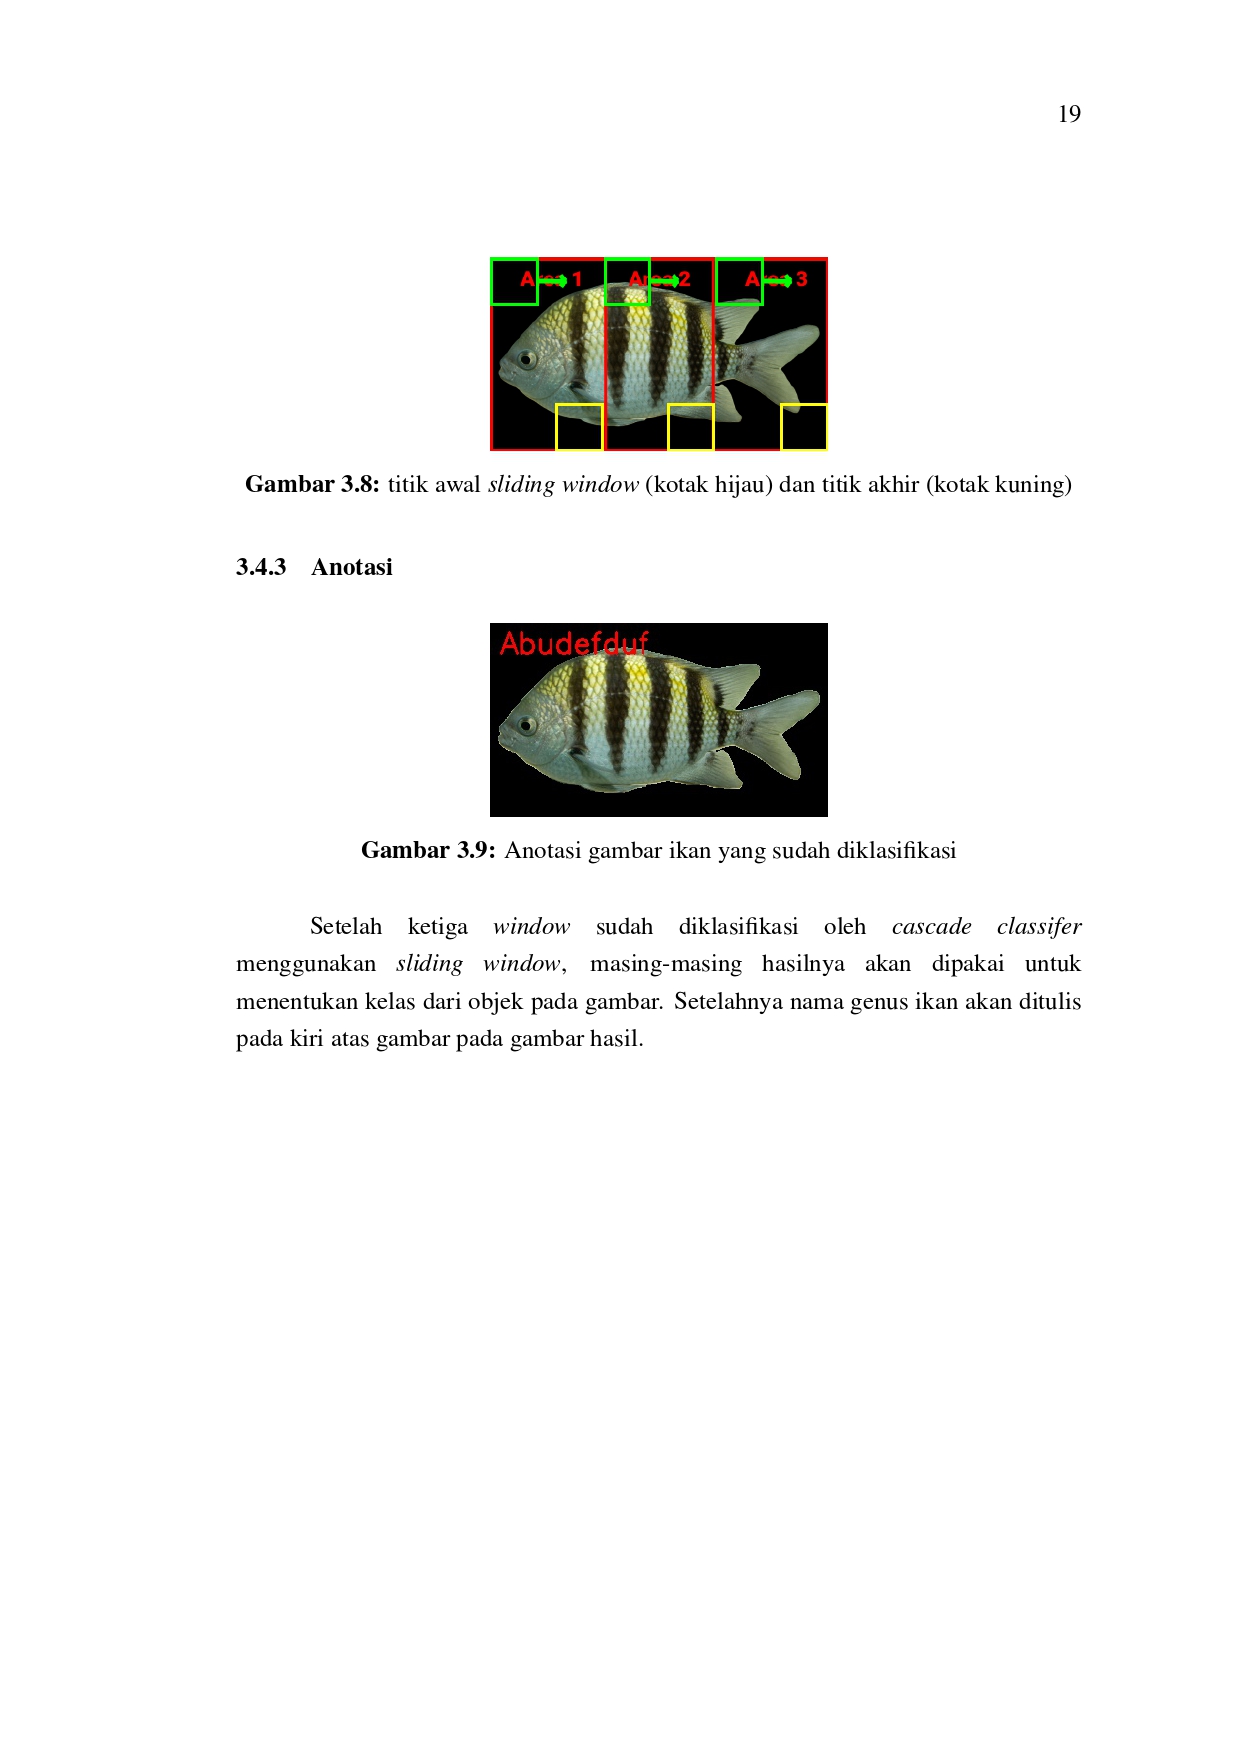 19
Area 1 Area 2 Area 3
Gambar 3.8: titik awal sliding window (kotak hijau) dan titik akhir (kotak kuning)
3.4.3 Anotasi
Abudefduf
Gambar 3.9: Anotasi gambar ikan yang sudah diklasifikasi
Setelah ketiga window sudah diklasifikasi oleh cascade classifer
menggunakan sliding window, masing-masing hasilnya akan dipakai untuk
menentukan kelas dari objek pada gambar. Setelahnya nama genus ikan akan ditulis
pada kiri atas gambar pada gambar hasil.